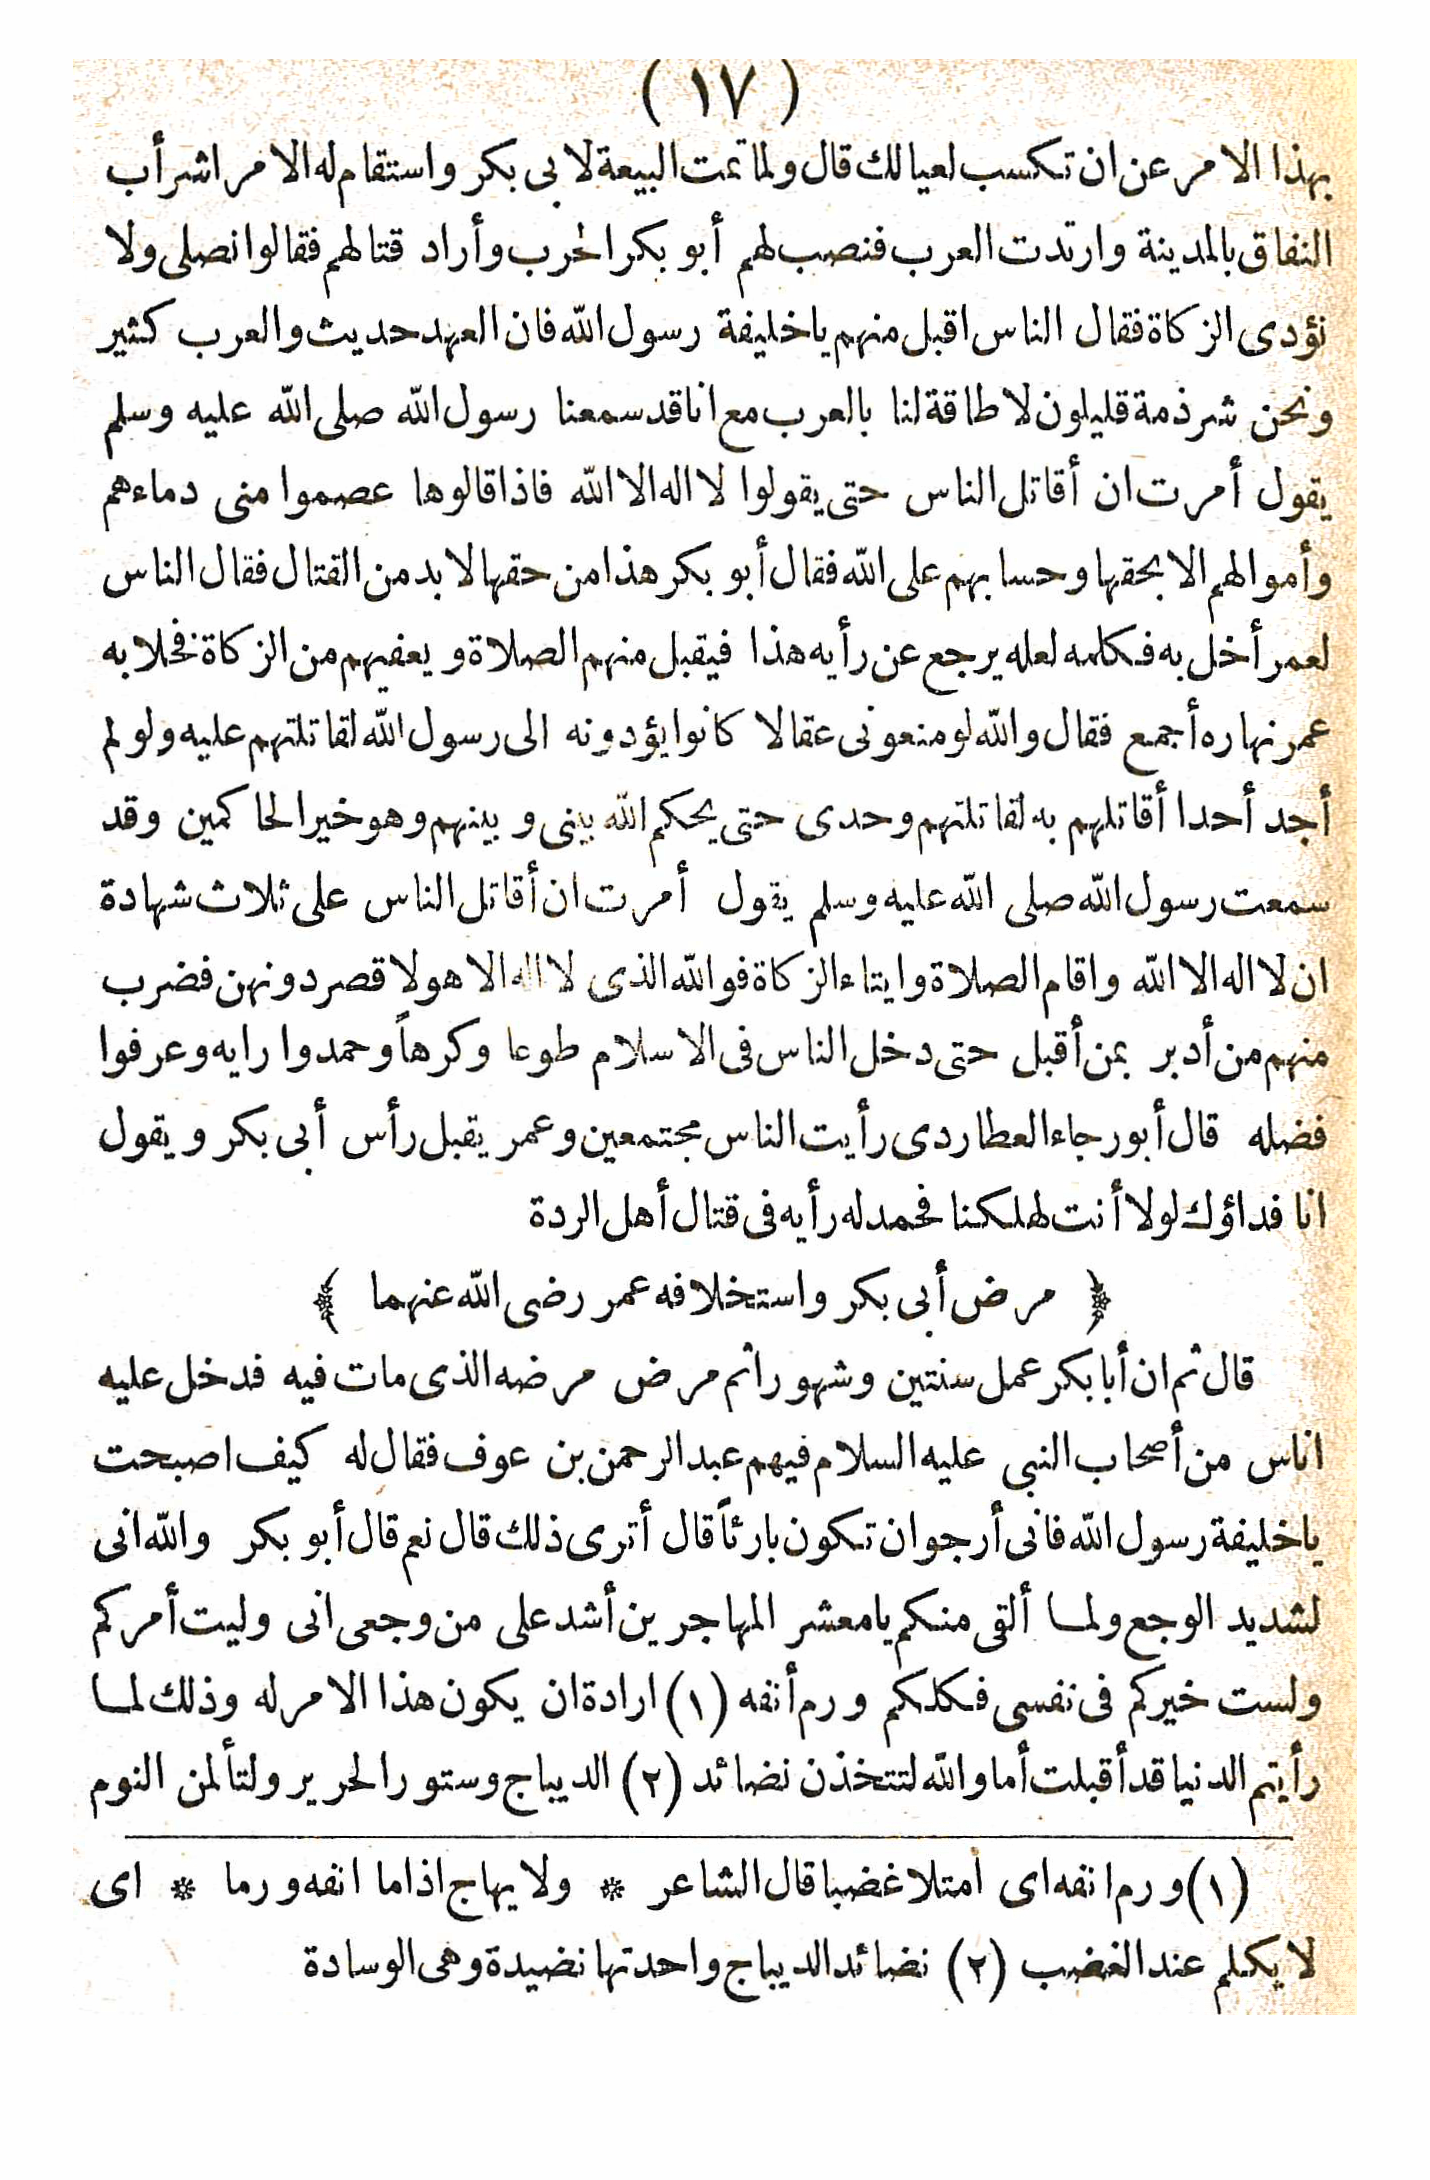 ( ١٧ )
بهذا الامر عن ان تكسب لعيالك قال ولما تمت البيعة لابى بكر واستقام له الامر اشرأب
النفاق بالمدينة وارتدت العرب فنصب لهم أبو بكر الحرب وأراد قتالهم فقالوا نصلى ولا
نؤدى الزكاة فقال الناس اقبل منهم يا خليفة رسول الله فان العهد حديث والعرب كثير
ونحن شرذمة قليلون لا طاقة لنا بالعرب مع اناقد سمعنا رسول الله صلى الله عليه وسلم
يقول أمرت ان أقاتل الناس حتى يقولوا لا اله الا الله فاذا قالوها عصموا منى دماءهم
وأموالهم الا بحقها وحسابهم على الله فقال أبو بكر هذا من حقها لا بد من القتال فقال الناس
لعمر أخل به فكلمه لعله يرجع عن رأيه هذا فيقبل منهم الصلاة ويعفيهم من الزكاة فخلا به
عمر نهاره أجمع فقال والله لو منعونى عقالا كانوا يؤدونه الى رسول الله لقاتلتهم عليه ولو لم
أجد أحدا أقاتلهم به لقاتلتهم وحدى حتى يحكم الله بينى وبينهم وهو خير الحاكمين وقد
سمعت رسول الله صلى الله عليه وسلم يقول أمرت ان أقاتل الناس على ثلاث شهادة
ان لا اله الا الله واقام الصلاة وايتاء الزكاة فوالله الذى لا اله الا هو لا قصر دونهن فضرب
منهم من أدبر بمن أقبل حتى دخل الناس فى الاسلام طوعا وكرهاً وحمدوا رايه وعرفوا
فضله قال أبو رجاء العطاردى رأيت الناس مجتمعين وعمر يقبل رأس أبى بكر ويقول
انا فداؤك لولا أنت لهلكنا فحمد له رأيه فى قتال أهل الردة
﴿ مرض أبى بكر واستخلافه عمر رضى الله عنهما ﴾
قال ثم ان أبا بكر عمل سنتين وشهورا ثم مرض مرضه الذى مات فيه فدخل عليه
اناس من أصحاب النبى عليه السلام فيهم عبد الرحمن بن عوف فقال له كيف اصبحت
يا خليفة رسول الله فانى أرجو ان تكون بارئاً قال أترى ذلك قال نعم قال أبو بكر والله انى
لشديد الوجع ولما ألقى منكم يا معشر المهاجرين أشد على من وجعى انى وليت أمركم
ولست خيركم فى نفسى فكلكم ورم أنفه (١) ارادة ان يكون هذا الامر له وذلك لما
رأيتم الدنيا قد أقبلت أما والله لتتخذن نضائد (٢) الديباج وستور الحرير ولتألمن النوم
(١) ورم انفه اى امتلا غضبا قال الشاعر * ولا يهاج اذا ما انفه ورما * اى
لا يكلم عند الغضب (٢) نضائد الديباج واحدتها نضيدة وهى الوسادة